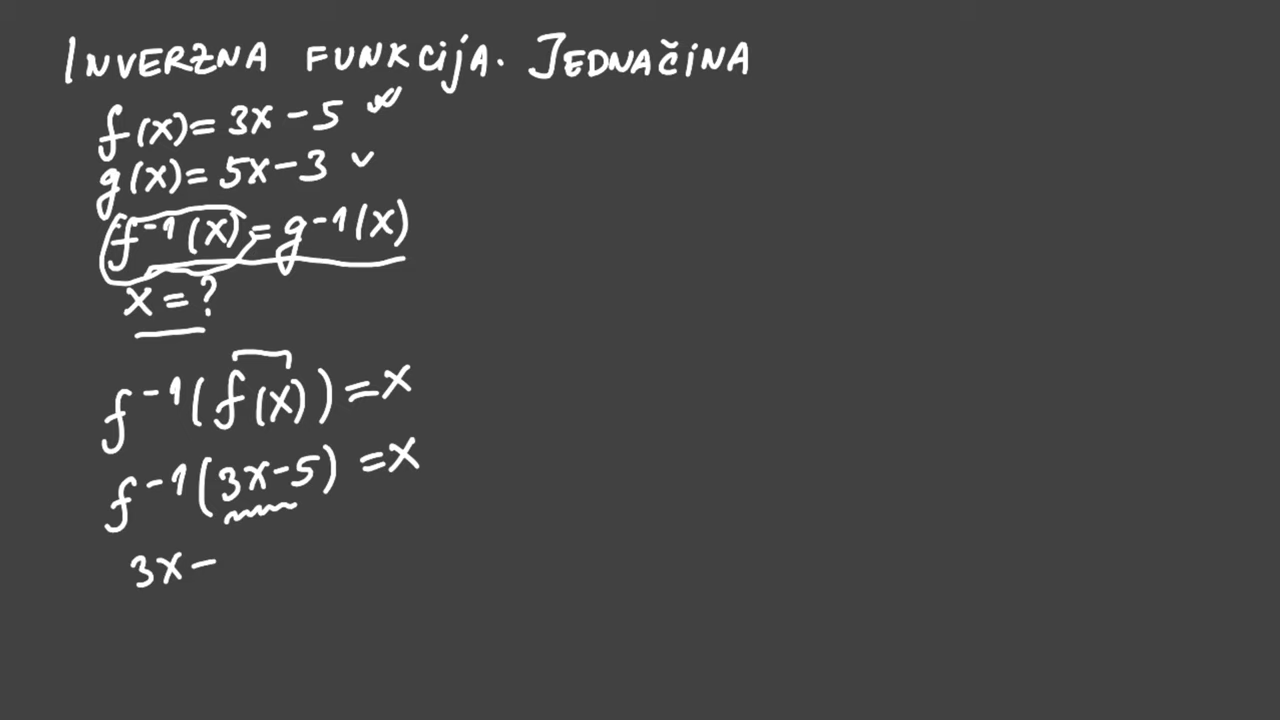 INVERZNA FUNKCIJA. JEDNAČINA
f(x)=3x-5
g(x)=5x-3
f⁻¹(x)=g⁻¹(x)
x=?
f⁻¹(f(x))=x
f⁻¹(3x-5)=x
3x-